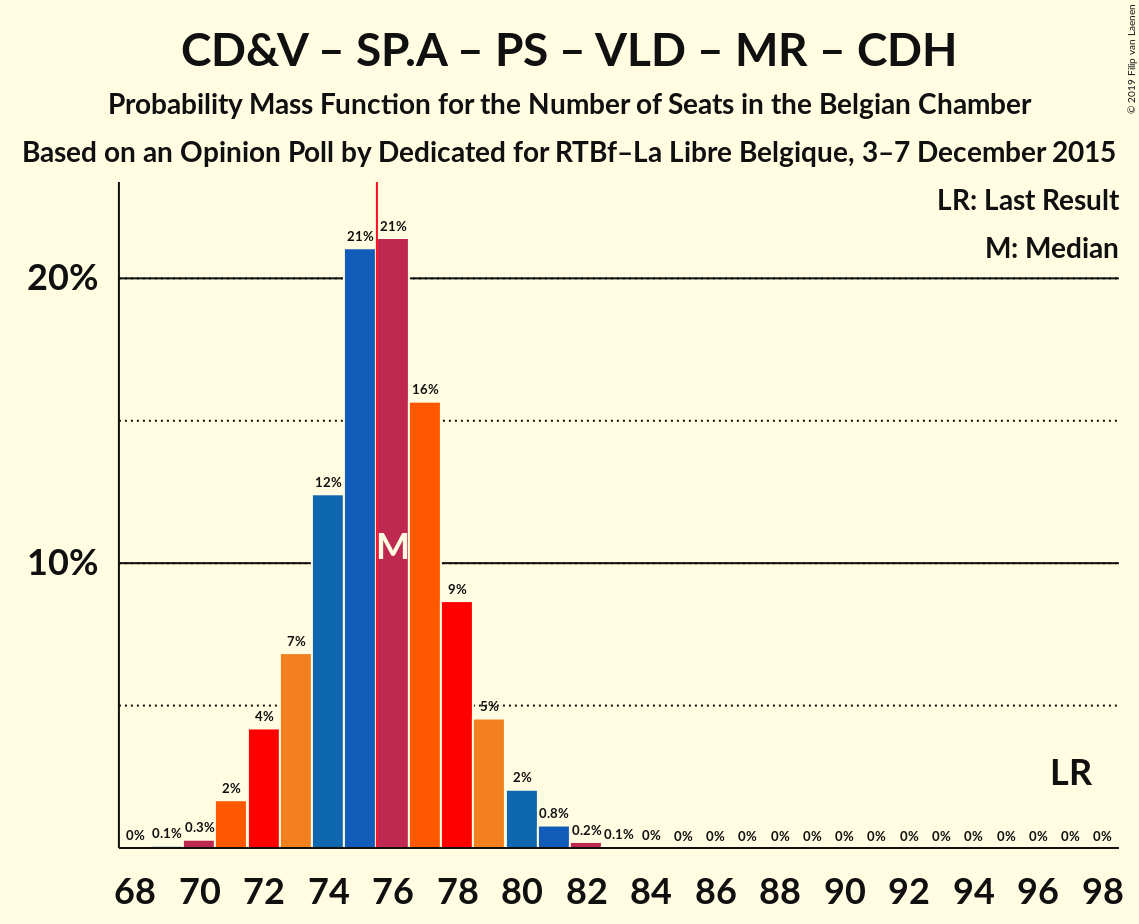 CD&V – SP.A – PS – VLD – MR – CDH
Probability Mass Function for the Number of Seats in the Belgian Chamber
Based on an Opinion Poll by Dedicated for RTBf–La Libre Belgique, 3–7 December 2015
© 2019 Filip van Laenen
LR: Last Result
M: Median
20%
10%
0% 0.1% 0.3% 2% 4% 7% 12% 21% 21% 16% 9% 5% 2% 0.8% 0.2% 0.1% 0% 0% 0% 0% 0% 0% 0% 0% 0% 0% 0% 0% 0% 0% 0%
M
LR
68 70 72 74 76 78 80 82 84 86 88 90 92 94 96 98